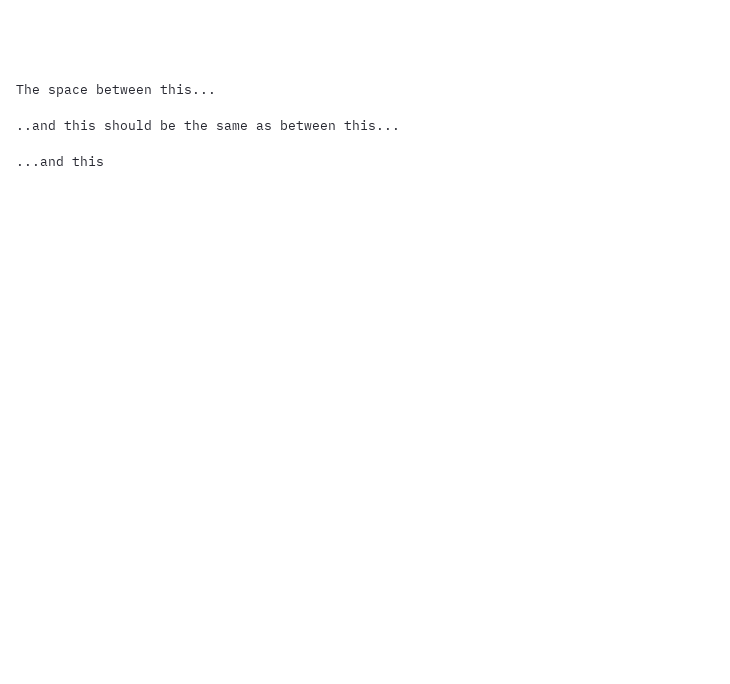 The space between this...
..and this should be the same as between this...
...and this